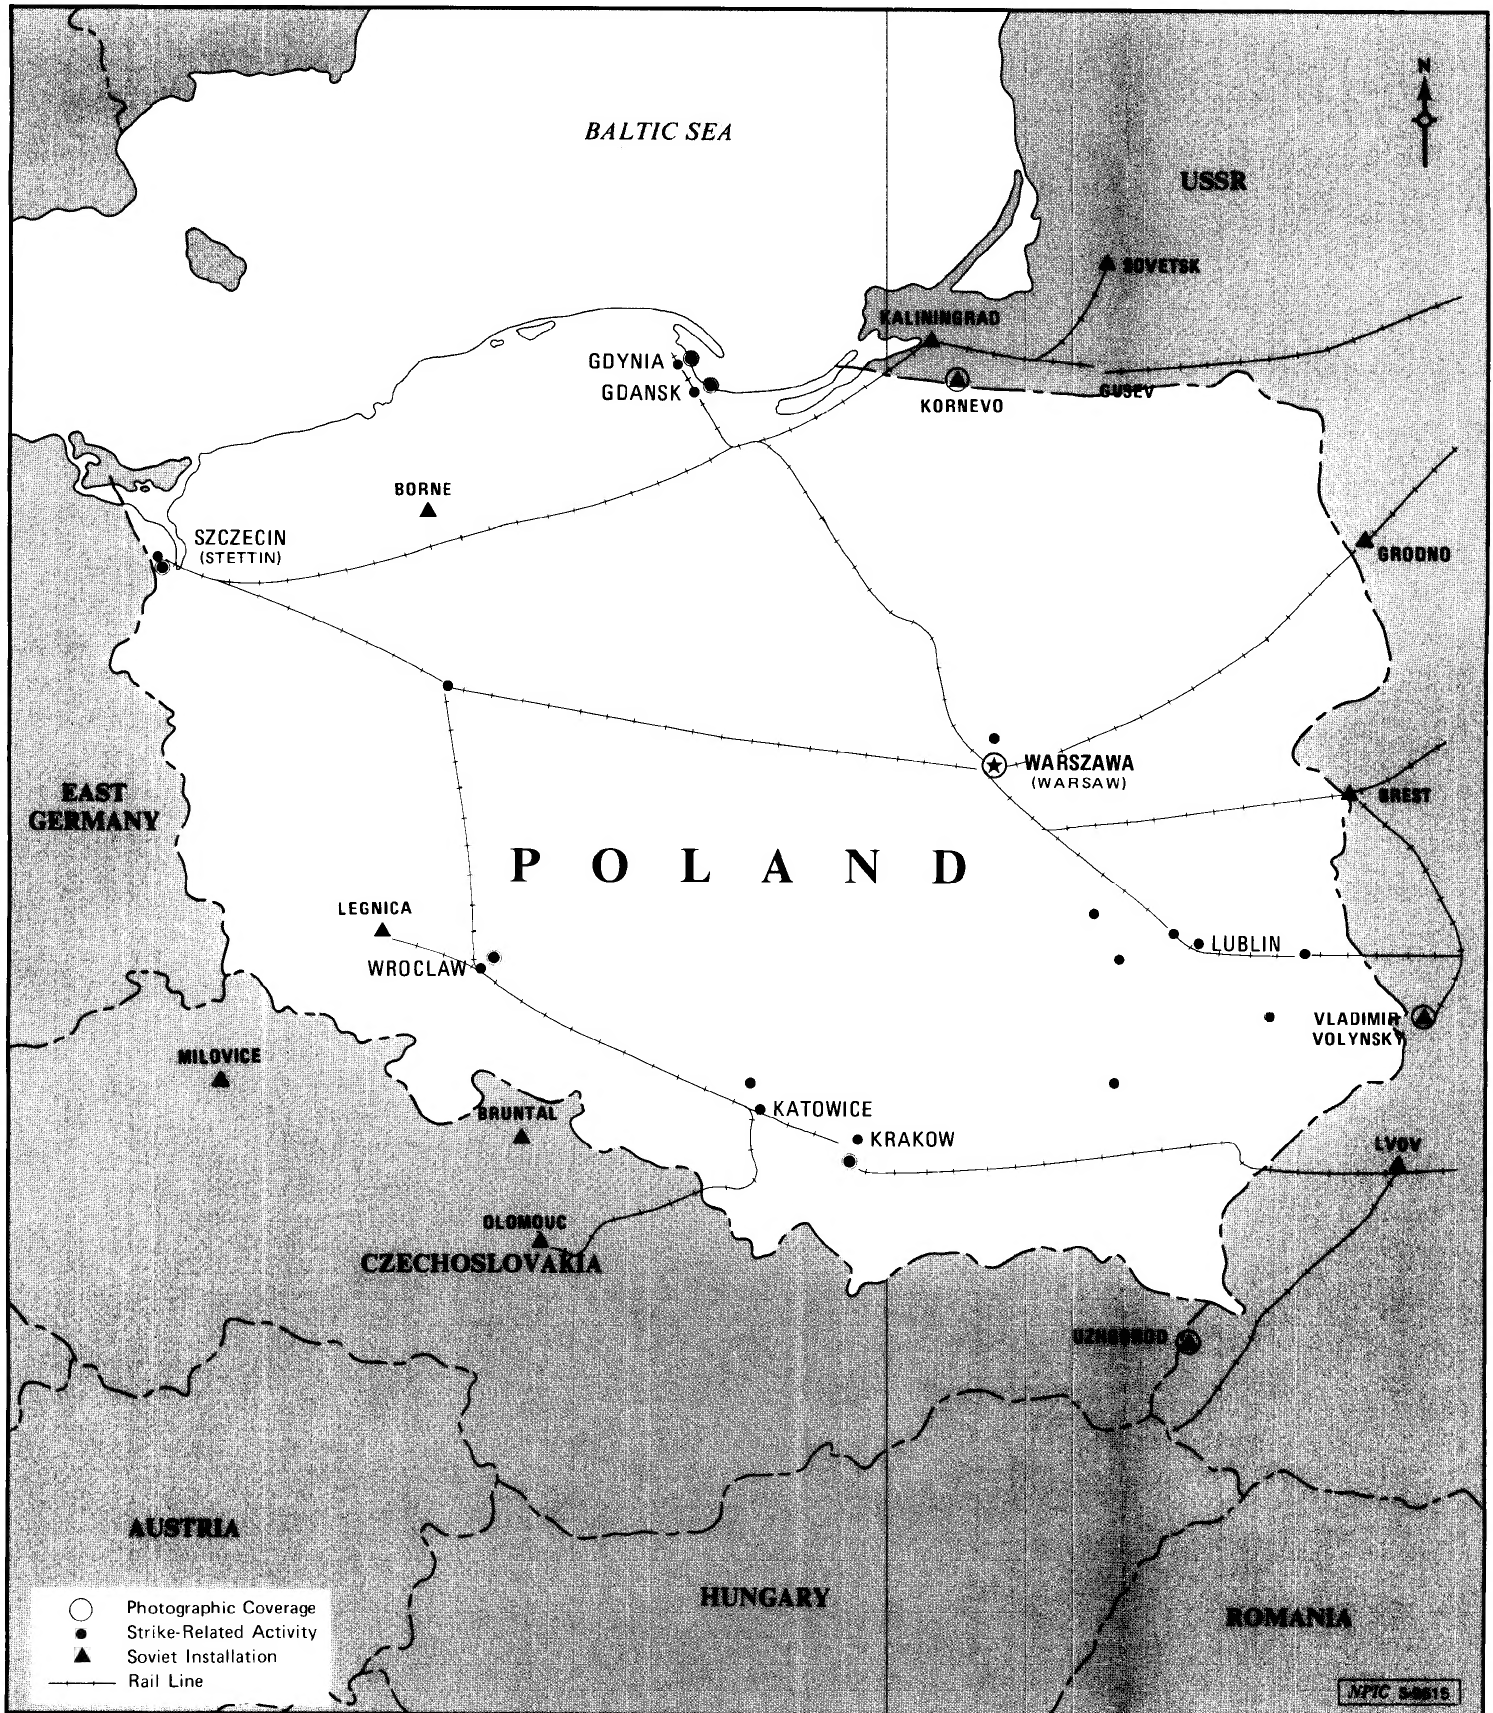 N
BALTIC SEA
USSR
SOVETSK
KALININGRAD
GDYNIA
GDANSK
KORNEVO
GUSEV
BORNE
SZCZECIN
(STETTIN)
GRODNO
WARSZAWA
(WARSAW)
EAST
GERMANY
BREST
POLAND
LEGNICA
WROCLAW
LUBLIN
VLADIMIR
VOLYNSKY
MILOVICE
BRUNTAL
KATOWICE
KRAKOW
LVOV
OLOMOUC
CZECHOSLOVAKIA
UZHGOROD
AUSTRIA
HUNGARY
ROMANIA
Photographic Coverage
Strike-Related Activity
Soviet Installation
Rail Line
NPIC